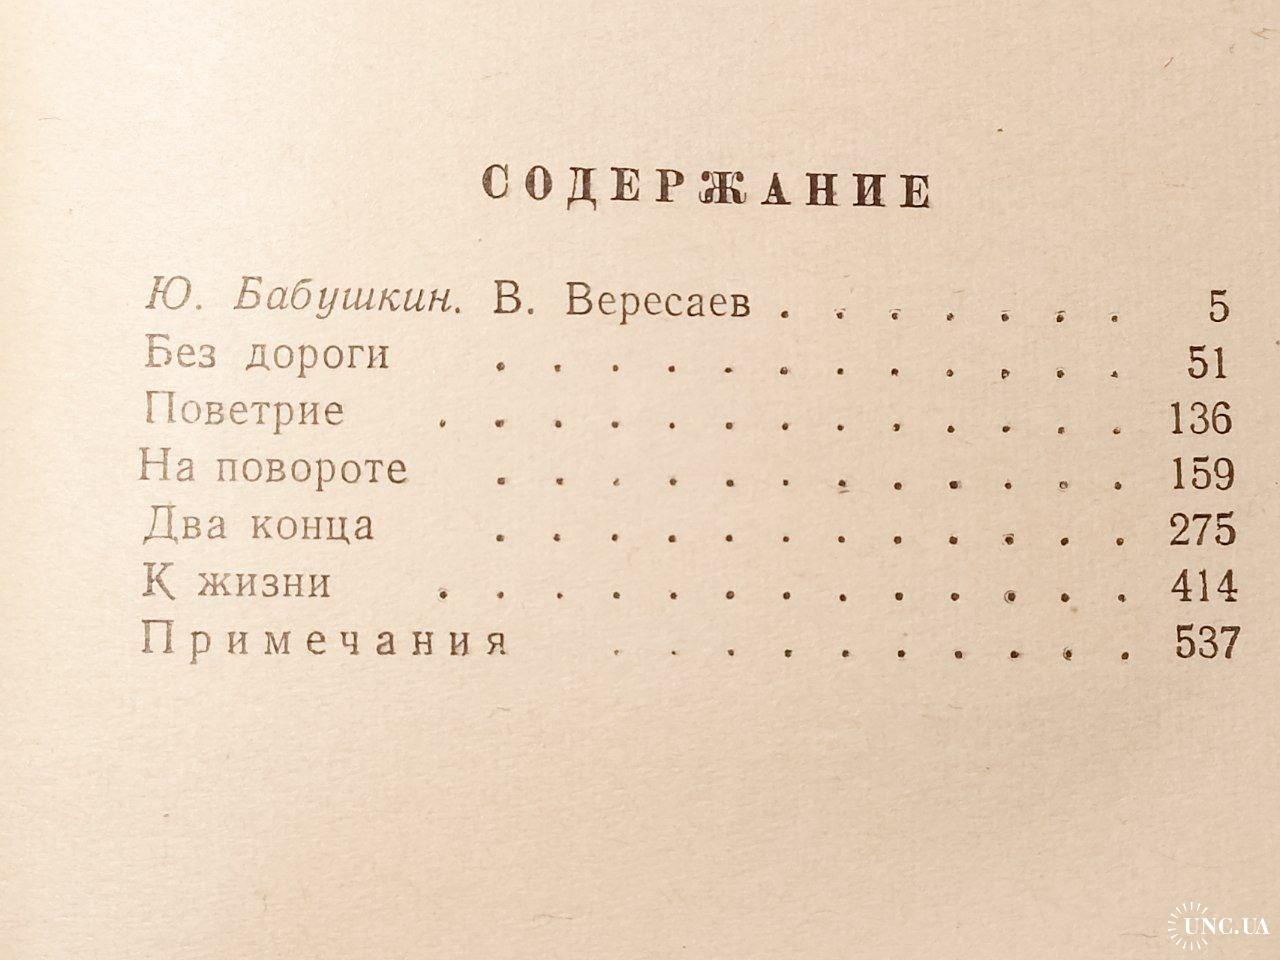 СОДЕРЖАНИЕ
Ю. Бабушкин. В. Вересаев . . . . . . . 5
Без дороги . . . . . . . . . . . . 51
Поветрие . . . . . . . . . . . . . 136
На повороте . . . . . . . . . . . . 159
Два конца . . . . . . . . . . . . 275
К жизни . . . . . . . . . . . . . 414
Примечания . . . . . . . . . . 537
UNC.UA